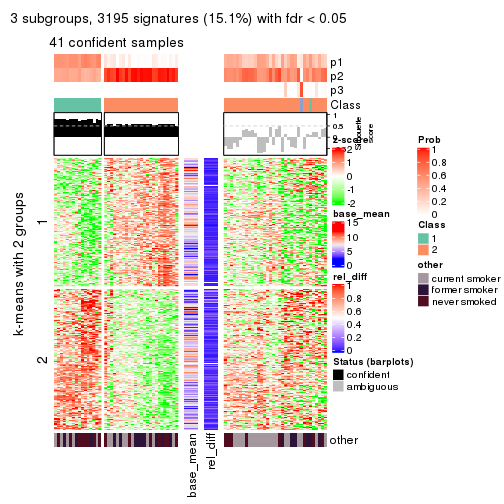 3 subgroups, 3195 signatures (15.1%) with fdr < 0.05
41 confident samples
p1
p2
p3
Class
1
0.5
0
Silhouette
score
k-means with 2 groups
1
2
z-score
2
1
0
-1
-2
base_mean
15
10
5
0
rel_diff
1
0.8
0.6
0.4
0.2
0
Status (barplots)
confident
ambiguous
Prob
1
0.8
0.6
0.4
0.2
0
Class
1
2
other
current smoker
former smoker
never smoked
other
base_mean
rel_diff